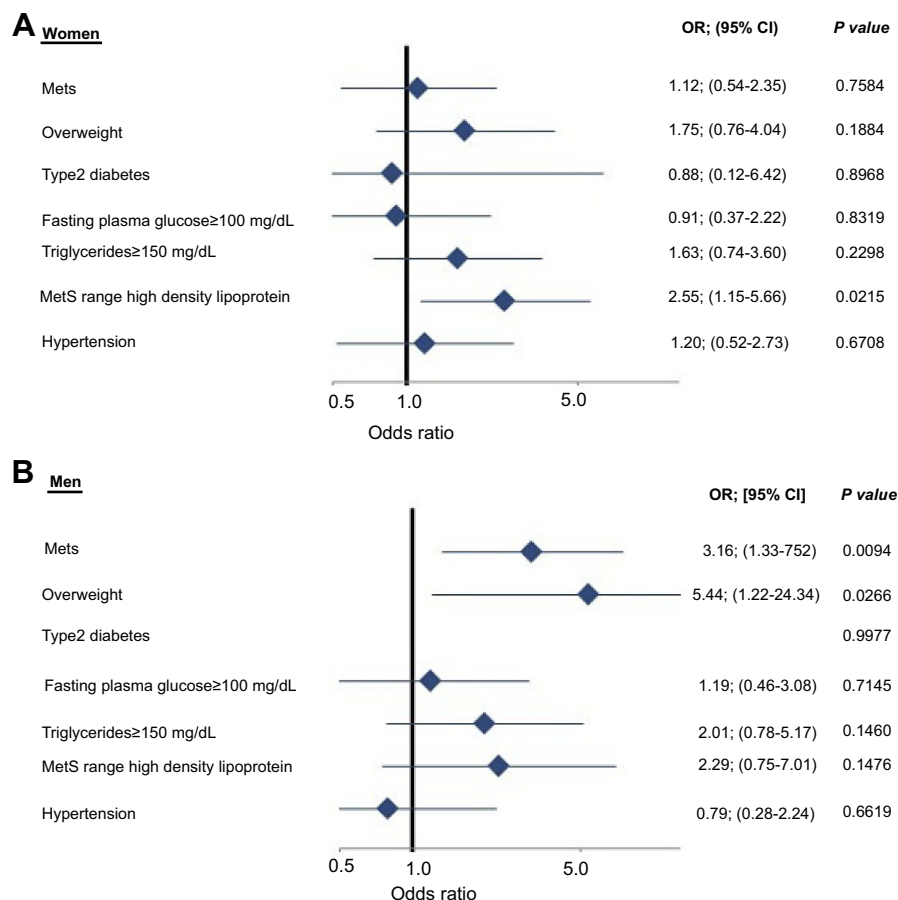 A Women OR; (95% CI) P value
Mets 1.12; (0.54-2.35) 0.7584
Overweight 1.75; (0.76-4.04) 0.1884
Type2 diabetes 0.88; (0.12-6.42) 0.8968
Fasting plasma glucose≥100 mg/dL 0.91; (0.37-2.22) 0.8319
Triglycerides≥150 mg/dL 1.63; (0.74-3.60) 0.2298
MetS range high density lipoprotein 2.55; (1.15-5.66) 0.0215
Hypertension 1.20; (0.52-2.73) 0.6708
0.5 1.0 5.0
Odds ratio
B Men OR; [95% CI] P value
Mets 3.16; (1.33-752) 0.0094
Overweight 5.44; (1.22-24.34) 0.0266
Type2 diabetes 0.9977
Fasting plasma glucose≥100 mg/dL 1.19; (0.46-3.08) 0.7145
Triglycerides≥150 mg/dL 2.01; (0.78-5.17) 0.1460
MetS range high density lipoprotein 2.29; (0.75-7.01) 0.1476
Hypertension 0.79; (0.28-2.24) 0.6619
0.5 1.0 5.0
Odds ratio